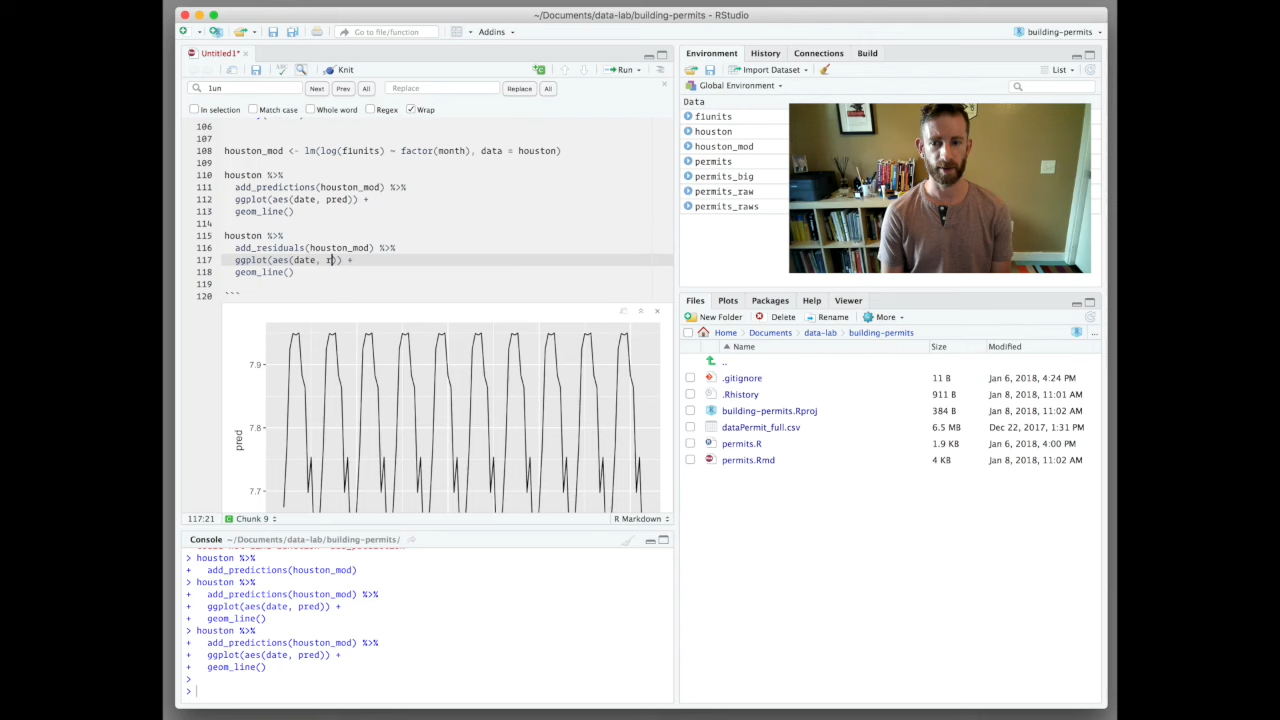 ~/Documents/data-lab/building-permits - RStudio
Go to file/function
Addins
building-permits
Untitled1*
Knit
Run
1un
Next
Prev
All
Replace
Replace
All
In selection
Match case
Whole word
Regex
Wrap
106
107
108 houston_mod <- lm(log(f1units) ~ factor(month), data = houston)
109
110 houston %>%
111 add_predictions(houston_mod) %>%
112 ggplot(aes(date, pred)) +
113 geom_line()
114
115 houston %>%
116 add_residuals(houston_mod) %>%
117 ggplot(aes(date, r)) +
118 geom_line()
119
120 ```
7.9
7.8
7.7
pred
117:21
Chunk 9
R Markdown
Console ~/Documents/data-lab/building-permits/
> houston %>%
+ add_predictions(houston_mod)
> houston %>%
+ add_predictions(houston_mod) %>%
+ ggplot(aes(date, pred)) +
+ geom_line()
> houston %>%
+ add_predictions(houston_mod) %>%
+ ggplot(aes(date, pred)) +
+ geom_line()
>
>
Environment
History
Connections
Build
Import Dataset
List
Global Environment
Data
f1units
houston
houston_mod
permits
permits_big
permits_raw
permits_raws
Files
Plots
Packages
Help
Viewer
New Folder
Delete
Rename
More
Home
Documents
data-lab
building-permits
...
Name Size Modified
..
.gitignore 11 B Jan 6, 2018, 4:24 PM
.Rhistory 911 B Jan 8, 2018, 11:01 AM
building-permits.Rproj 384 B Jan 8, 2018, 11:02 AM
dataPermit_full.csv 6.5 MB Dec 22, 2017, 1:31 PM
permits.R 1.9 KB Jan 6, 2018, 4:00 PM
permits.Rmd 4 KB Jan 8, 2018, 11:02 AM